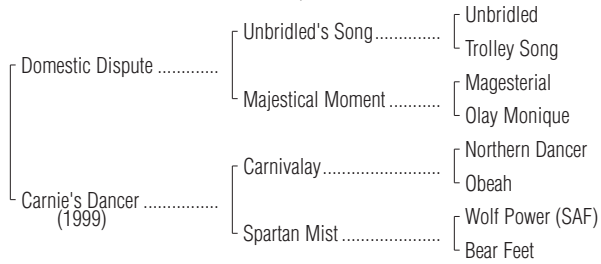 Unbridled
Unbridled's Song..............
Trolley Song
Domestic Dispute .............
Magesterial
Majestical Moment ...........
Olay Monique
Northern Dancer
Carnivalay.......................
Obeah
Carnie's Dancer ................
(1999)
Wolf Power (SAF)
Spartan Mist ....................
Bear Feet